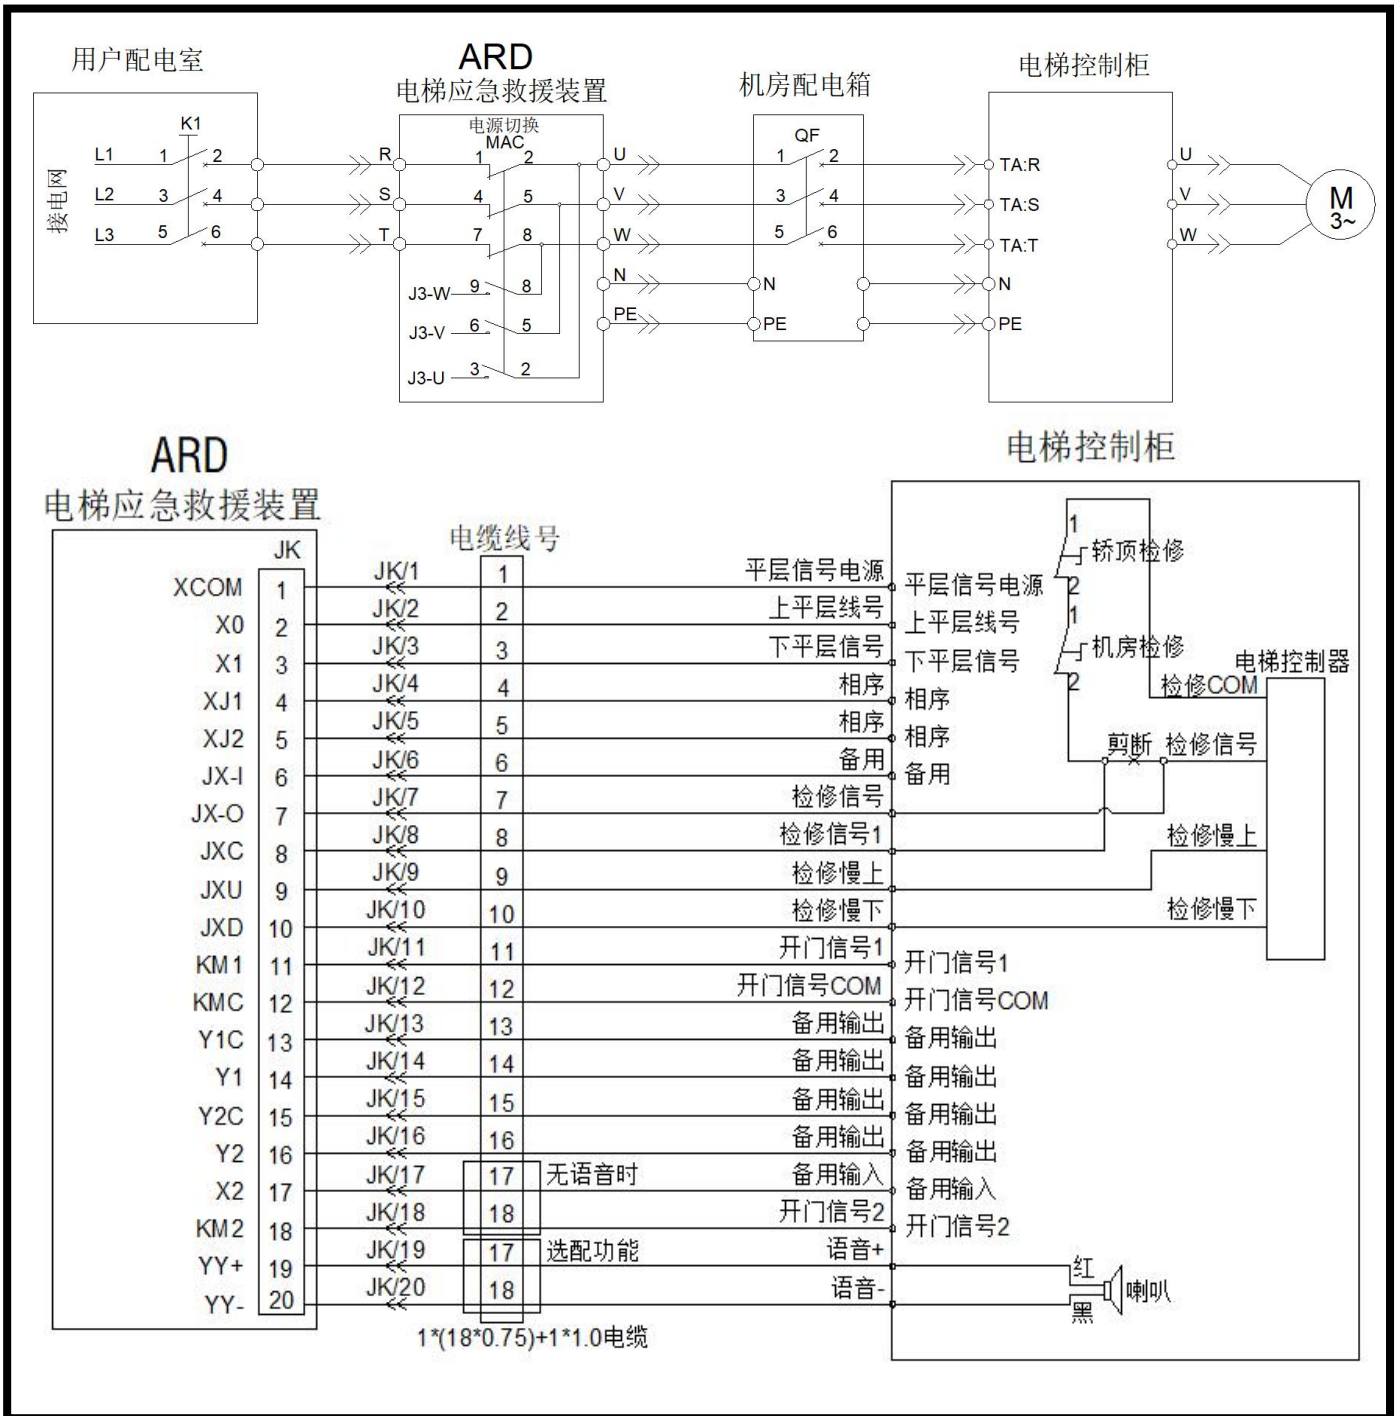 用户配电室
ARD
电梯应急救援装置
机房配电箱
电梯控制柜
K1
电源切换
MAC
QF
接电网
L1 1 2 R 1 2 U 1 2 TA:R U
L2 3 4 S 4 5 V 3 4 TA:S V
L3 5 6 T 7 8 W 5 6 TA:T W
M
3~
J3-W 9 8 N N N
J3-V 6 5 PE PE PE
J3-U 3 2
ARD
电梯应急救援装置
电梯控制柜
JK
电缆线号
XCOM 1 JK/1 1 平层信号电源 平层信号电源
X0 2 JK/2 2 上平层线号 上平层线号
X1 3 JK/3 3 下平层信号 下平层信号
XJ1 4 JK/4 4 相序 相序
XJ2 5 JK/5 5 相序 相序
JX-I 6 JK/6 6 备用 备用
JX-O 7 JK/7 7 检修信号
JXC 8 JK/8 8 检修信号1
JXU 9 JK/9 9 检修慢上
JXD 10 JK/10 10 检修慢下
KM1 11 JK/11 11 开门信号1 开门信号1
KMC 12 JK/12 12 开门信号COM 开门信号COM
Y1C 13 JK/13 13 备用输出 备用输出
Y1 14 JK/14 14 备用输出 备用输出
Y2C 15 JK/15 15 备用输出 备用输出
Y2 16 JK/16 16 备用输出 备用输出
X2 17 JK/17 17 无语音时 备用输入 备用输入
KM2 18 JK/18 18 开门信号2 开门信号2
YY+ 19 JK/19 17 选配功能 语音+
YY- 20 JK/20 18 语音-
1*(18*0.75)+1*1.0电缆
1
轿顶检修
2
1
机房检修
2
电梯控制器
检修COM
剪断 检修信号
检修慢上
检修慢下
红
喇叭
黑